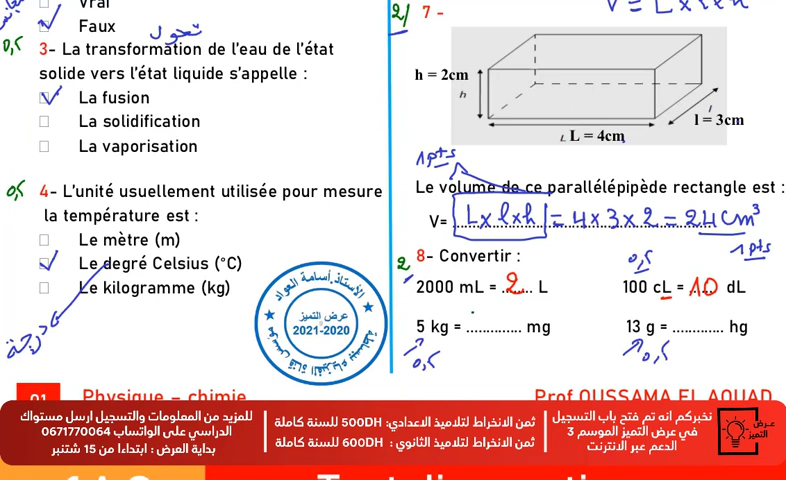 Vrai
Faux
0,5 3- La transformation de l'eau de l'état
تحول
solide vers l'état liquide s'appelle :
La fusion
La solidification
La vaporisation
0,5 4- L'unité usuellement utilisée pour mesure
la température est :
Le mètre (m)
Le degré Celsius (°C)
Le kilogramme (kg)
درجة
2/ 7 -
V = L x l x h
h = 2cm
h
l
l = 3cm
L L = 4cm
1pts
Le volume de ce parallélépipède rectangle est :
V= L x l x h = 4 x 3 x 2 = 24 cm³
1pts
2 8- Convertir :
0,5
2000 mL = ..2.. L 100 cL = .10.. dL
5 kg = .............. mg 13 g = ............. hg
0,5 0,5
الأستاذ أسامة العواد
عرض التميز
2021-2020
01 Physique – chimie Prof OUSSAMA EL AOUAD
نخبركم انه تم فتح باب التسجيل
في عرض التميز الموسم 3
الدعم عبر الانترنت
ثمن الانخراط لتلاميذ الاعدادي: 500DH للسنة كاملة
ثمن الانخراط لتلاميذ الثانوي : 600DH للسنة كاملة
للمزيد من المعلومات والتسجيل ارسل مستواك
الدراسي على الواتساب 0671770064
بداية العرض : ابتداءا من 15 شتنبر
عرض
التميز